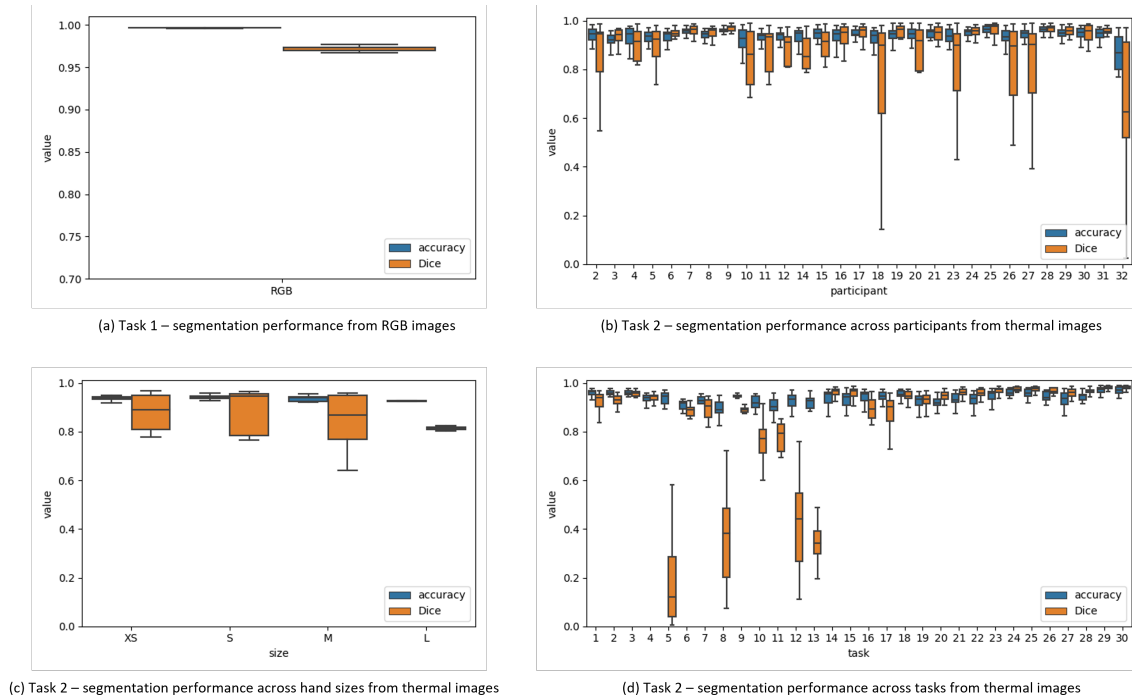 1.00
0.95
0.90
0.85
0.80
0.75
0.70
value
accuracy
Dice
RGB
(a) Task 1 – segmentation performance from RGB images
1.0
0.8
0.6
0.4
0.2
0.0
value
accuracy
Dice
2 3 4 5 6 7 8 9 10 11 12 14 15 16 17 18 19 20 21 23 24 25 26 27 28 29 30 31 32
participant
(b) Task 2 – segmentation performance across participants from thermal images
1.0
0.8
0.6
0.4
0.2
0.0
value
accuracy
Dice
XS S M L
size
(c) Task 2 – segmentation performance across hand sizes from thermal images
1.0
0.8
0.6
0.4
0.2
0.0
value
accuracy
Dice
1 2 3 4 5 6 7 8 9 10 11 12 13 14 15 16 17 18 19 20 21 22 23 24 25 26 27 28 29 30
task
(d) Task 2 – segmentation performance across tasks from thermal images